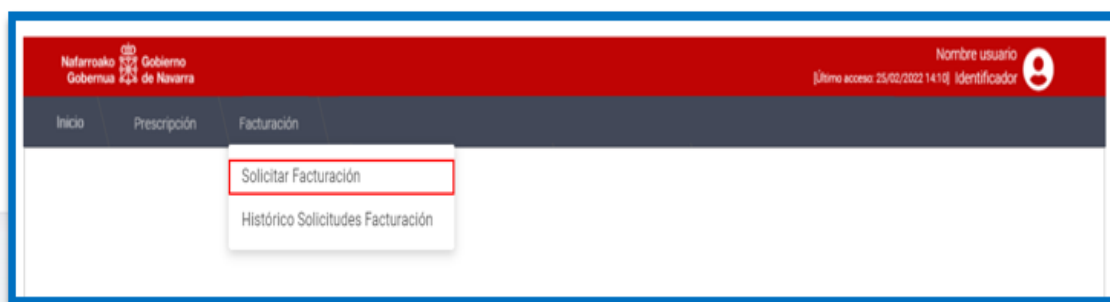 Nafarroako Gobierno
Gobernua de Navarra
Nombre usuario
[Último acceso: 25/02/2022 14:10] Identificador
Inicio Prescripción Facturación
Solicitar Facturación
Histórico Solicitudes Facturación